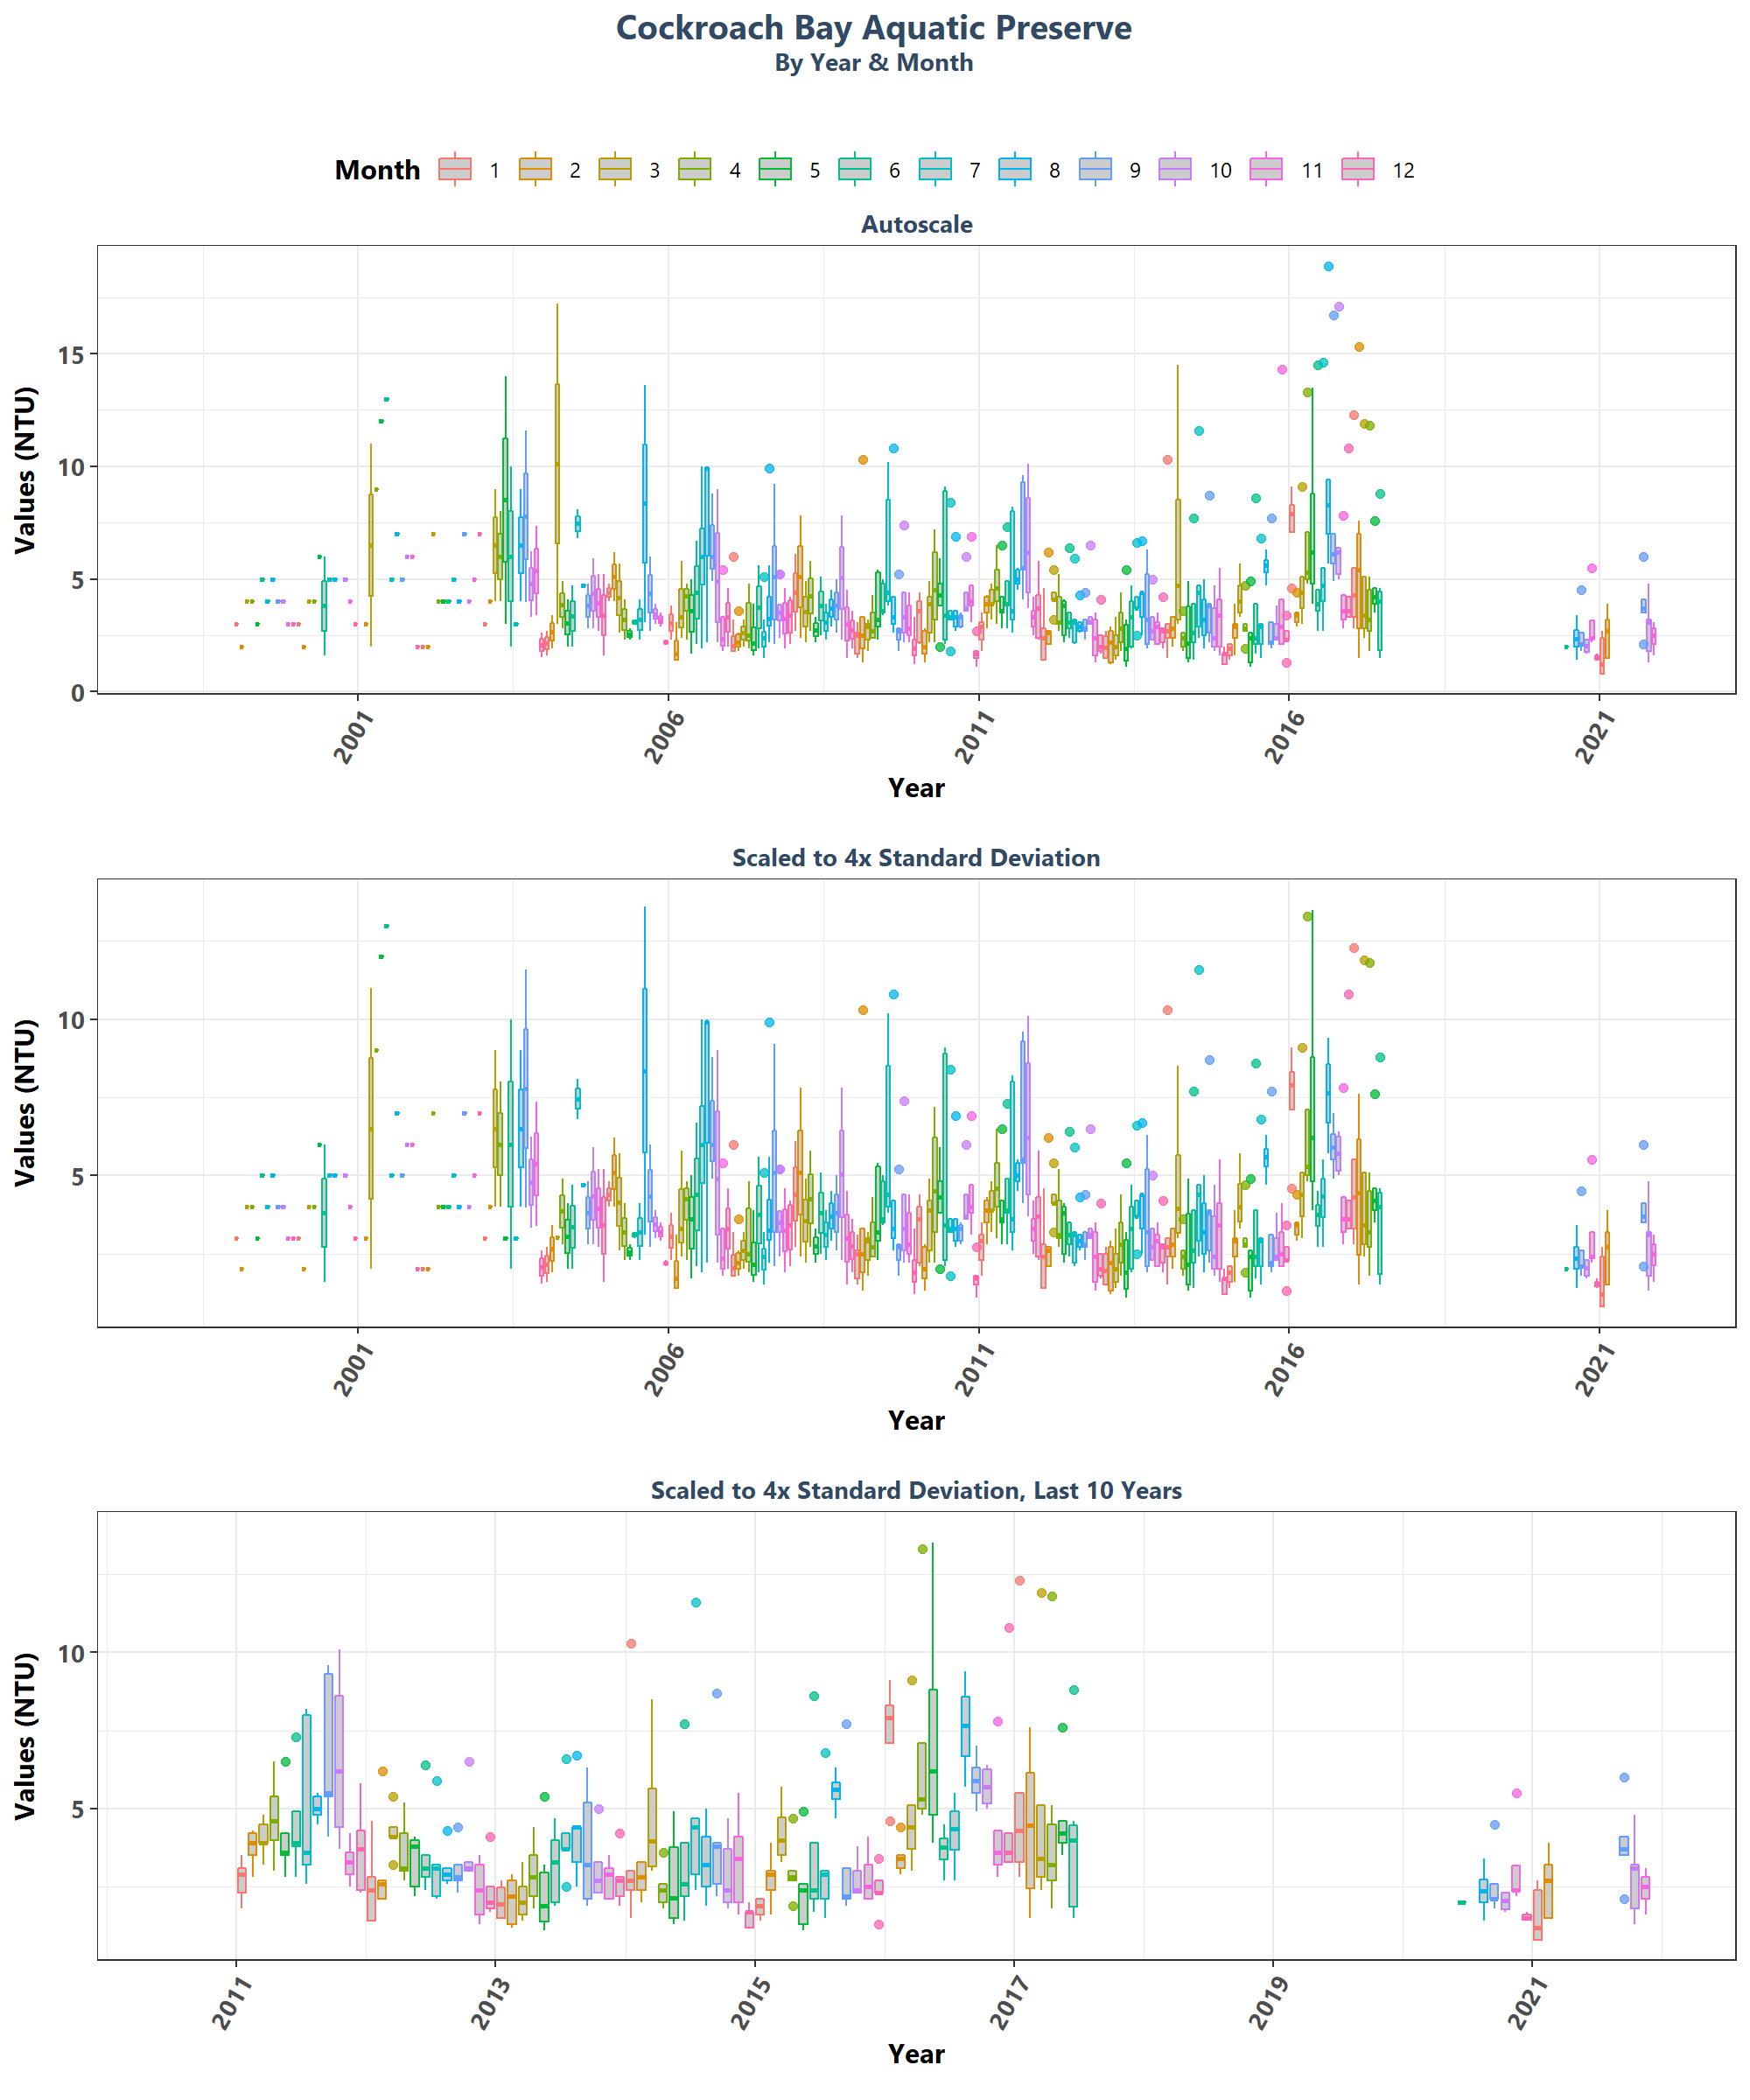 Cockroach Bay Aquatic Preserve
By Year & Month
Month 1 2 3 4 5 6 7 8 9 10 11 12
Autoscale
Values (NTU)
15
10
5
0
2001 2006 2011 2016 2021
Year
Scaled to 4x Standard Deviation
Values (NTU)
10
5
2001 2006 2011 2016 2021
Year
Scaled to 4x Standard Deviation, Last 10 Years
Values (NTU)
10
5
2011 2013 2015 2017 2019 2021
Year